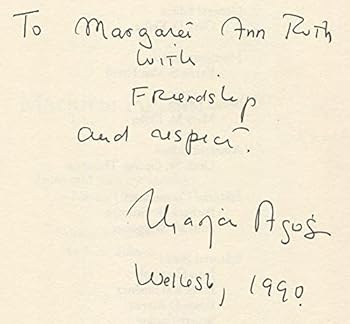 To Margaret Ann Ruth
with
Friendship
and respect.
Marjorie Agosín
Wellesley, 1990